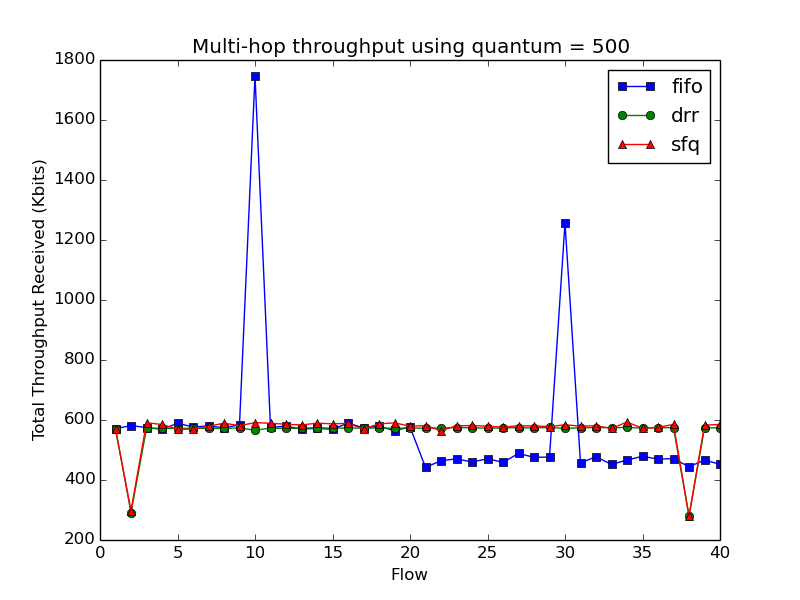 Multi-hop throughput using quantum = 500
1800
1600
1400
1200
1000
800
600
400
200
Total Throughput Received (Kbits)
fifo
drr
sfq
0 5 10 15 20 25 30 35 40
Flow